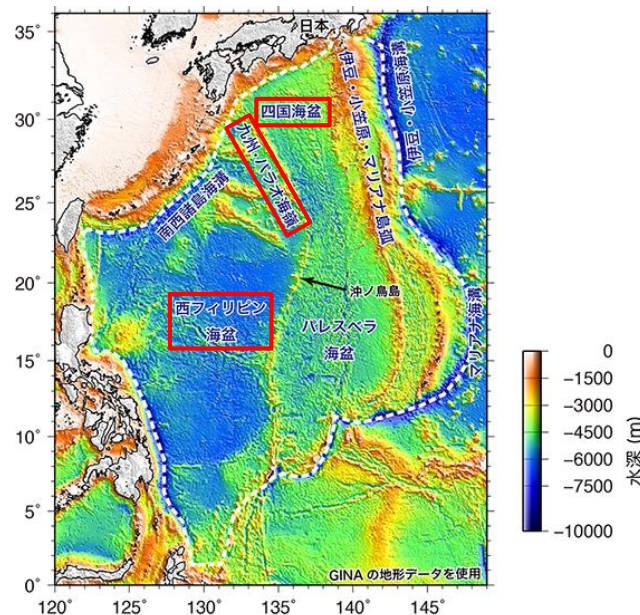 35°
30°
25°
20°
15°
10°
5°
0°
120°
125°
130°
135°
140°
145°
日本
四国海盆
九州・パラオ海嶺
南西諸島海溝
伊豆・小笠原・マリアナ島弧
伊豆・小笠原海溝
沖ノ鳥島
西フィリピン
海盆
パレスベラ
海盆
マリアナ海溝
GINA の地形データを使用
0
−1500
−3000
−4500
−6000
−7500
−10000
水深 (m)